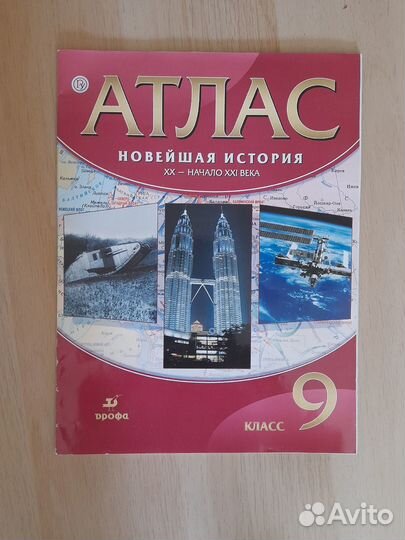 АТЛАС
НОВЕЙШАЯ ИСТОРИЯ
XX – НАЧАЛО XXI ВЕКА
ДРОФА
КЛАСС 9
Avito